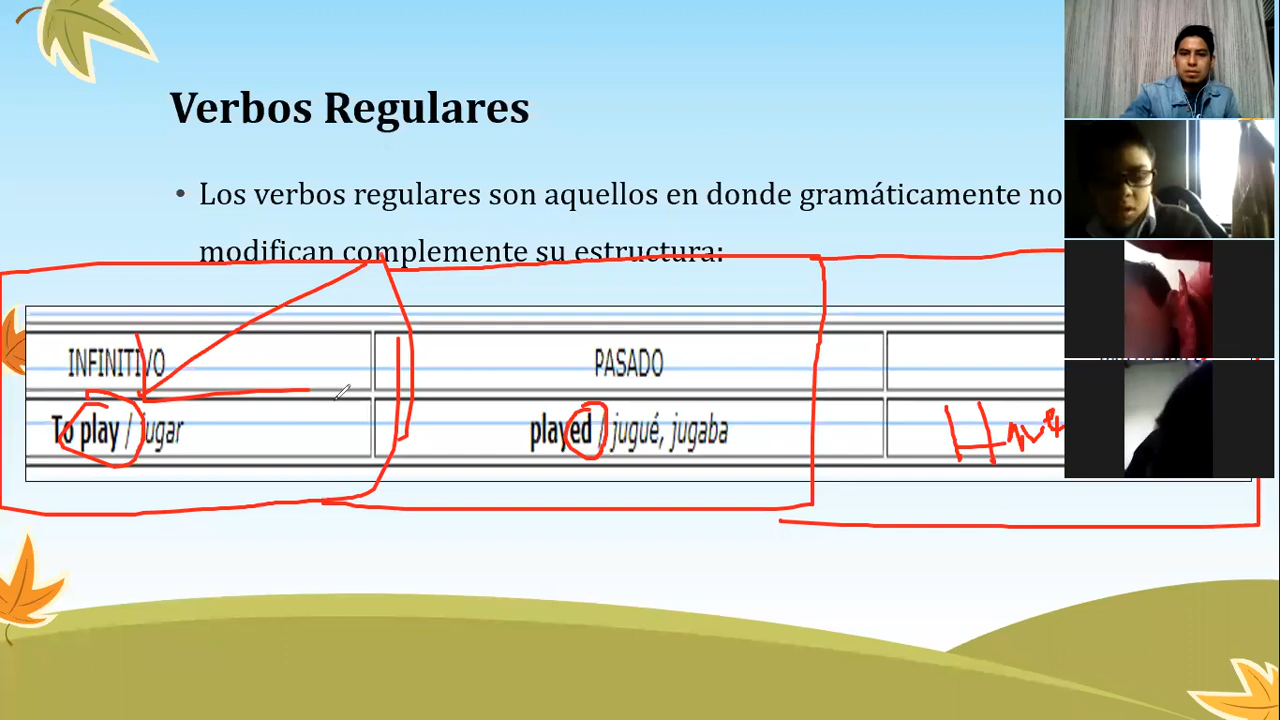 Verbos Regulares
• Los verbos regulares son aquellos en donde gramáticamente no
modifican complemente su estructura:
INFINITIVO PASADO
To play / jugar played / jugué, jugaba Have